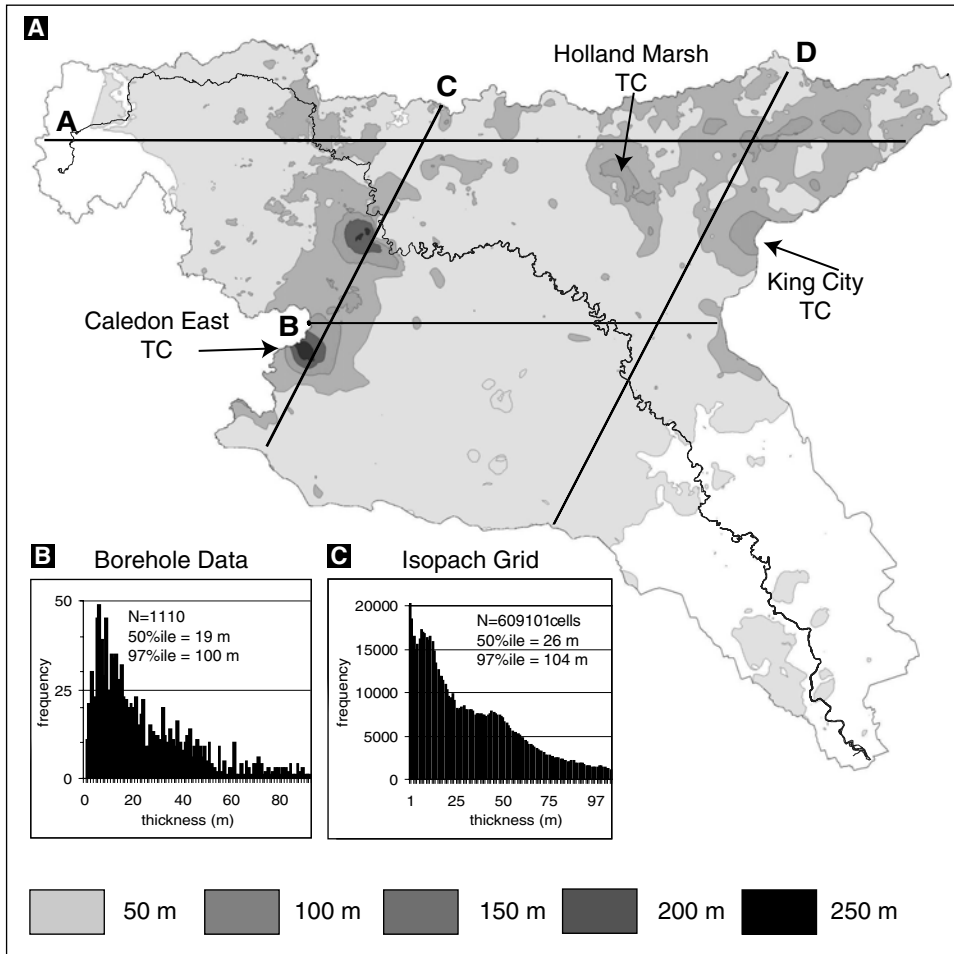 A
Holland Marsh
TC
D
C
A
King City
TC
Caledon East
TC
B
B Borehole Data
50
25
0
frequency
N=1110
50%ile = 19 m
97%ile = 100 m
0 20 40 60 80
thickness (m)
C Isopach Grid
20000
15000
10000
5000
0
frequency
N=609101cells
50%ile = 26 m
97%ile = 104 m
1 25 50 75 97
thickness (m)
50 m 100 m 150 m 200 m 250 m